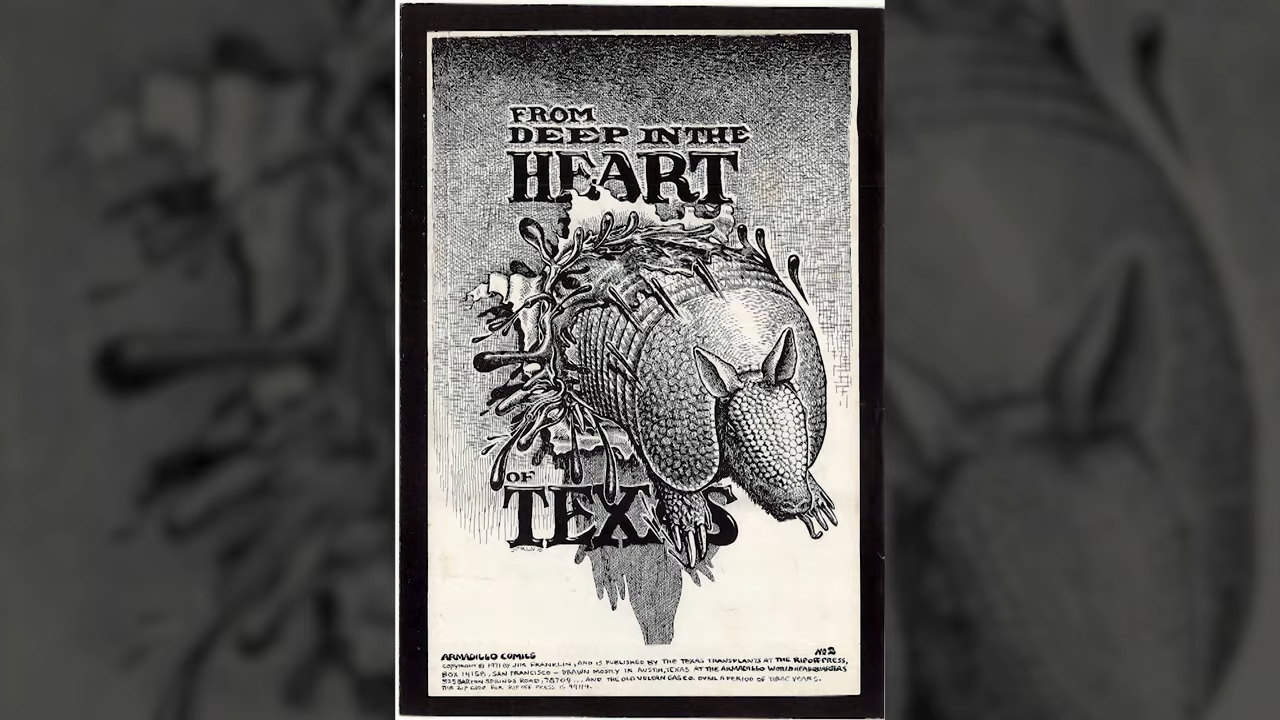 FROM
DEEP IN THE
HEART
OF
TEXAS
ARMADILLO COMICS No 2
COPYRIGHT © 1971 BY JIM FRANKLIN, AND IS PUBLISHED BY THE TEXAS TRANSPLANTS AT THE RIP OFF PRESS,
BOX 14158, SAN FRANCISCO – DRAWN MOSTLY IN AUSTIN, TEXAS AT THE ARMADILLO WORLD HEADQUARTERS
525 BARTON SPRINGS ROAD, 78704... AND THE OLD VULCAN GAS CO. OVER A PERIOD OF THREE YEARS.
THE ZIP CODE FOR RIP OFF PRESS IS 94114.